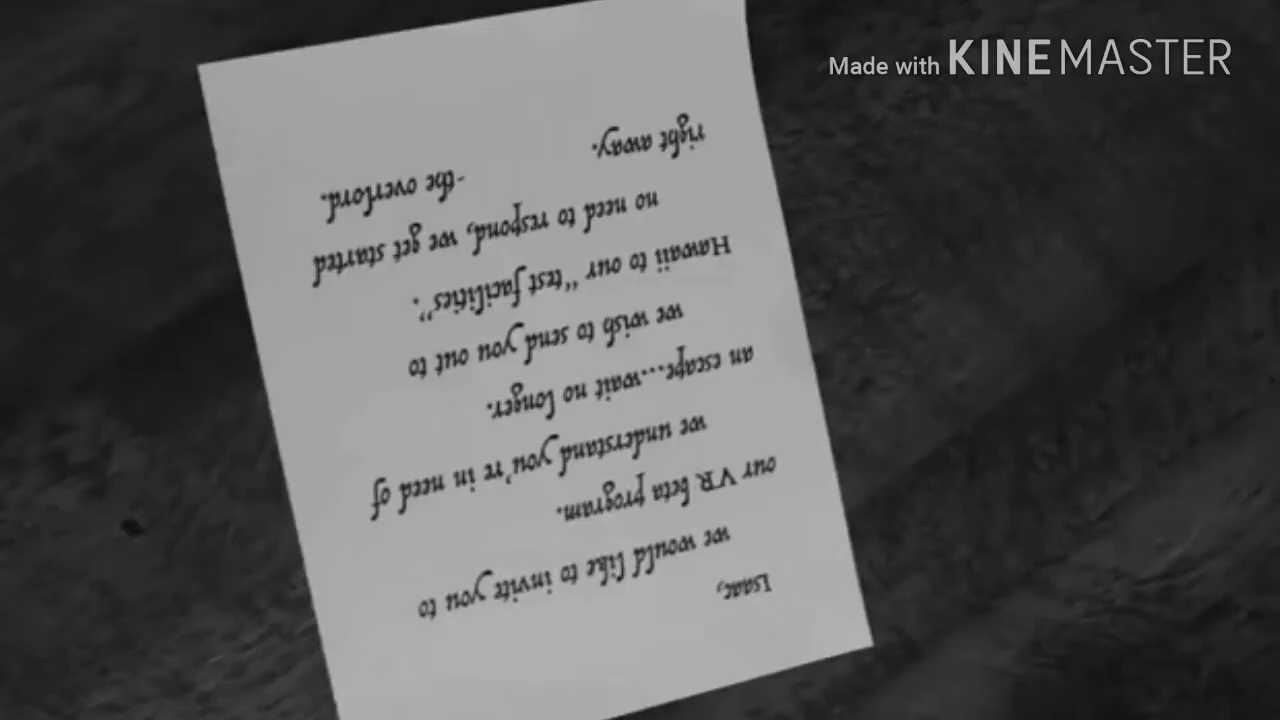 Made with KINEMASTER
Isaac,
we would like to invite you to
our VR beta program.
we understand you're in need of
an escape...wait no longer.
we wish to send you out to
Hawaii to our "test facilities".
no need to respond, we get started
right away.
-the overlord.